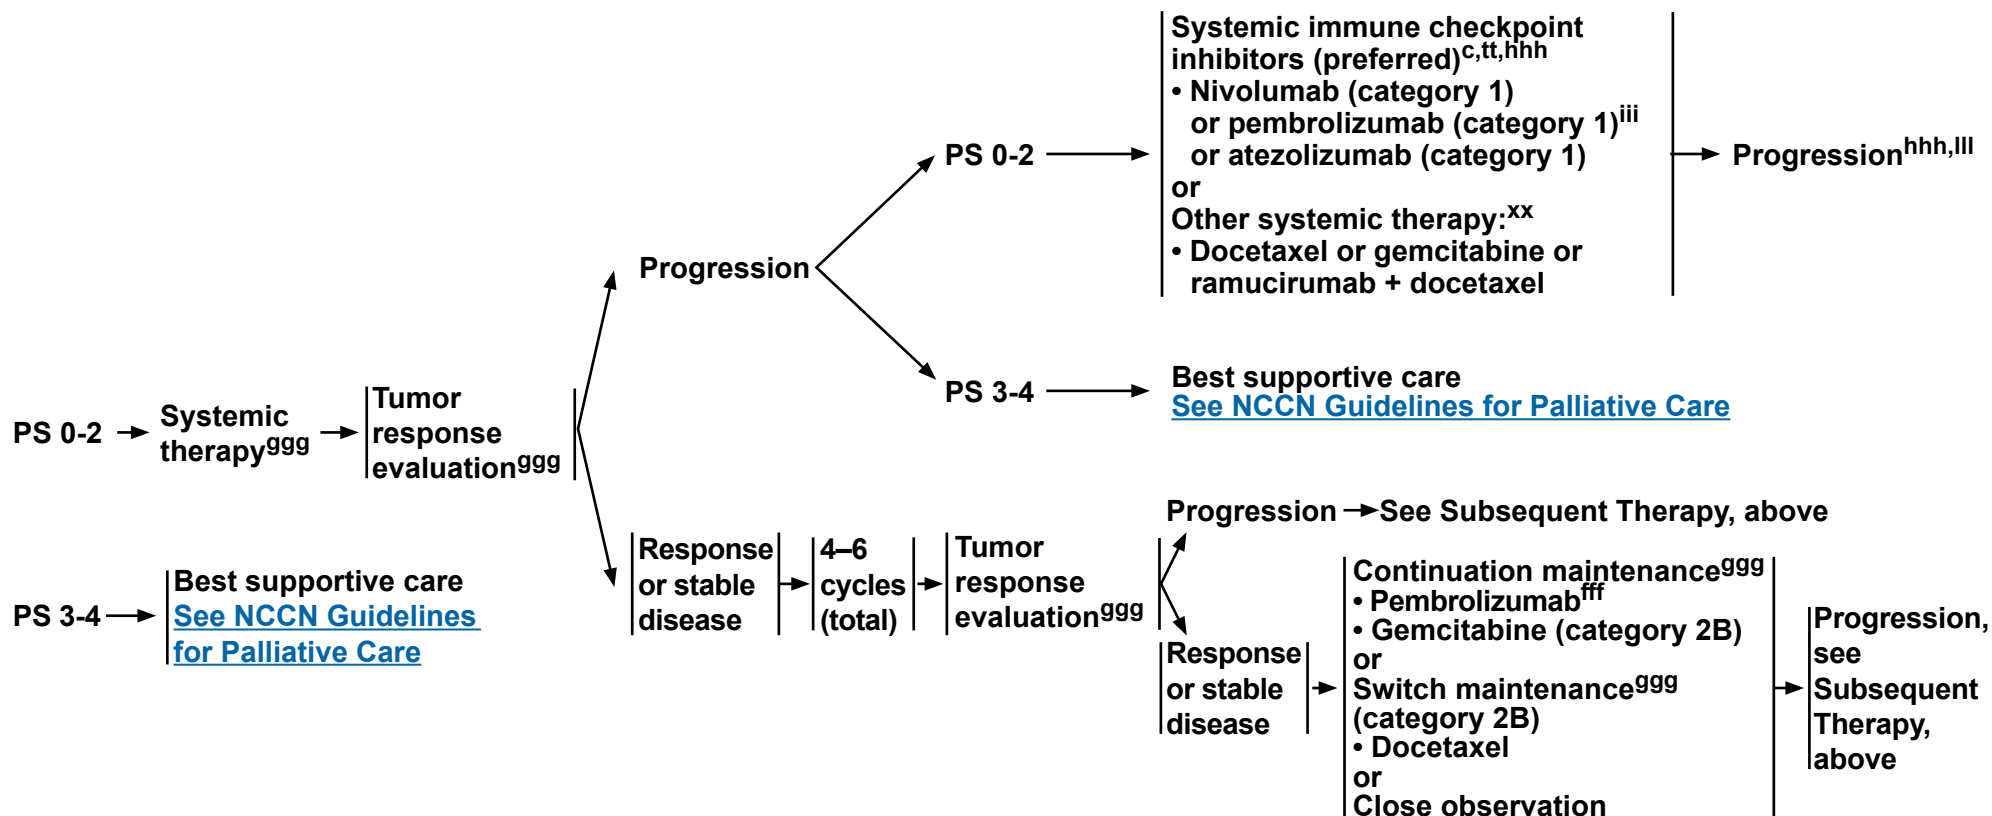 PS 0-2
Systemic
therapyggg
Tumor
response
evaluationggg
PS 3-4
Best supportive care
See NCCN Guidelines
for Palliative Care
Progression
PS 0-2
Systemic immune checkpoint
inhibitors (preferred)c,tt,hhh
• Nivolumab (category 1)
or pembrolizumab (category 1)iii
or atezolizumab (category 1)
or
Other systemic therapy:xx
• Docetaxel or gemcitabine or
ramucirumab + docetaxel
Progressionhhh,lll
PS 3-4
Best supportive care
See NCCN Guidelines for Palliative Care
Response
or stable
disease
4–6
cycles
(total)
Tumor
response
evaluationggg
Progression
See Subsequent Therapy, above
Response
or stable
disease
Continuation maintenanceggg
• Pembrolizumabfff
• Gemcitabine (category 2B)
or
Switch maintenanceggg
(category 2B)
• Docetaxel
or
Close observation
Progression,
see
Subsequent
Therapy,
above